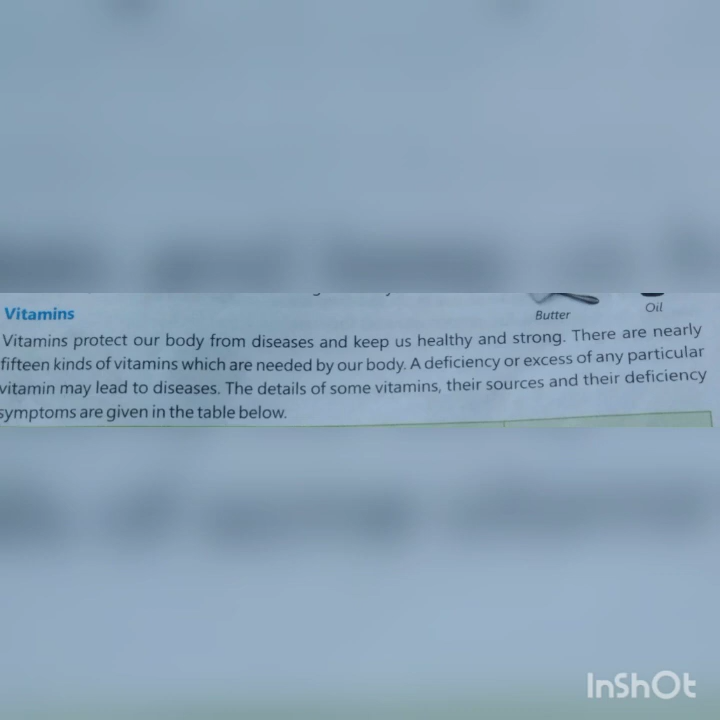 Butter
Oil
Vitamins
Vitamins protect our body from diseases and keep us healthy and strong. There are nearly
fifteen kinds of vitamins which are needed by our body. A deficiency or excess of any particular
vitamin may lead to diseases. The details of some vitamins, their sources and their deficiency
symptoms are given in the table below.
InShOt